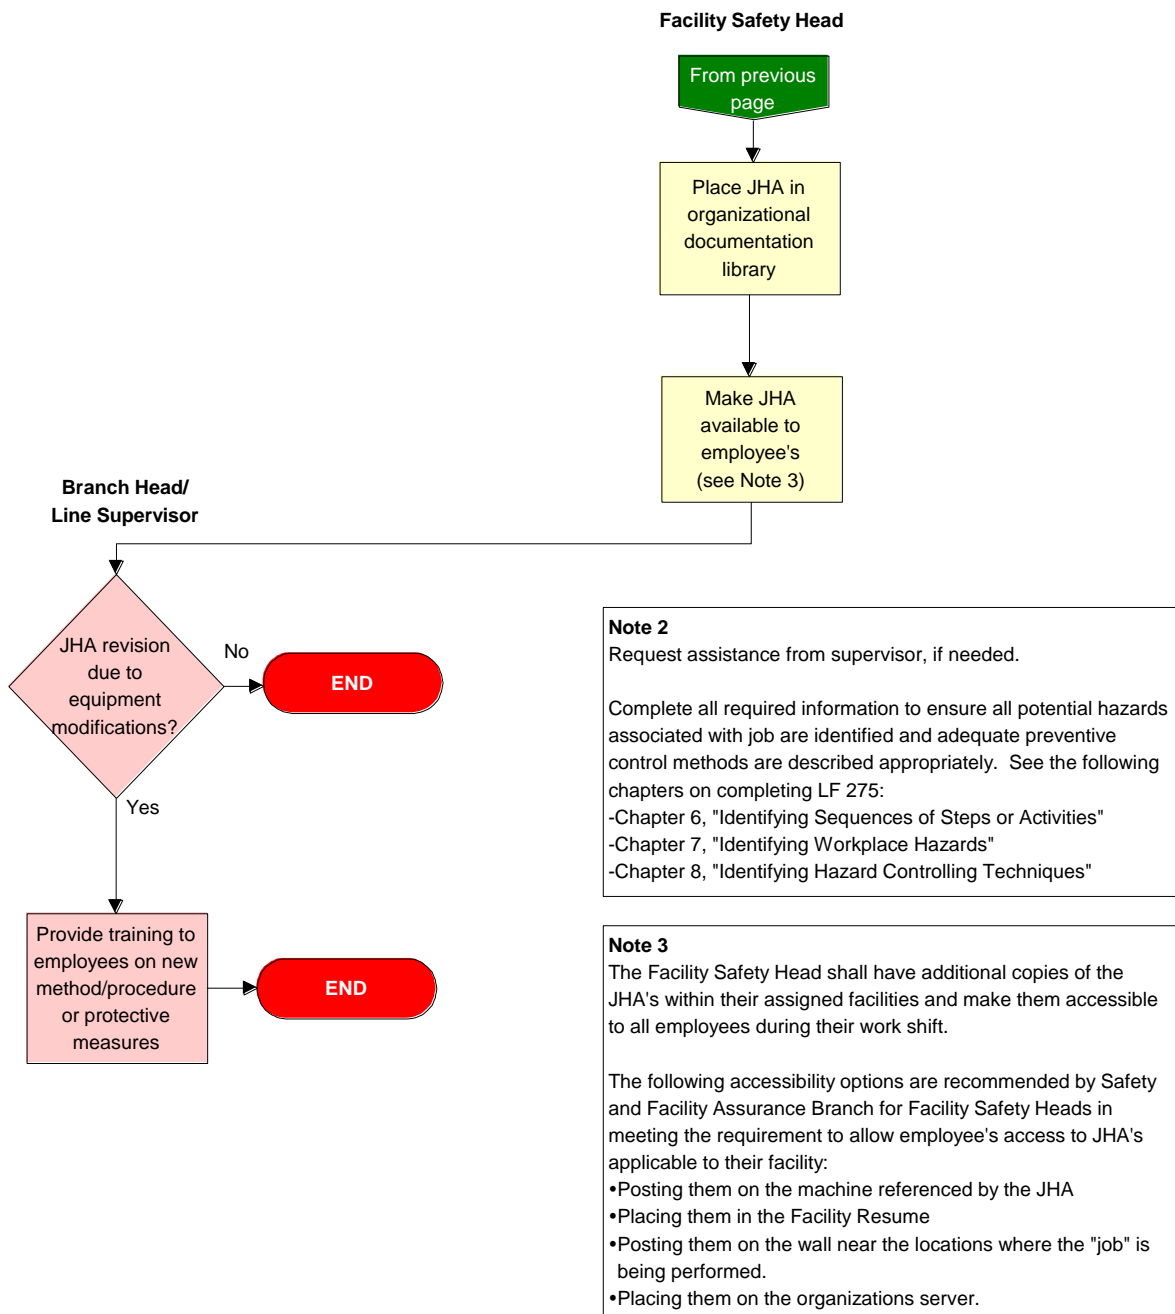 Facility Safety Head
From previous
page
Place JHA in
organizational
documentation
library
Make JHA
available to
employee's
(see Note 3)
Branch Head/
Line Supervisor
JHA revision
due to
equipment
modifications?
No
END
Yes
Provide training to
employees on new
method/procedure
or protective
measures
END
Note 2
Request assistance from supervisor, if needed.
Complete all required information to ensure all potential hazards
associated with job are identified and adequate preventive
control methods are described appropriately.  See the following
chapters on completing LF 275:
-Chapter 6, "Identifying Sequences of Steps or Activities"
-Chapter 7, "Identifying Workplace Hazards"
-Chapter 8, "Identifying Hazard Controlling Techniques"
Note 3
The Facility Safety Head shall have additional copies of the
JHA's within their assigned facilities and make them accessible
to all employees during their work shift.
The following accessibility options are recommended by Safety
and Facility Assurance Branch for Facility Safety Heads in
meeting the requirement to allow employee's access to JHA's
applicable to their facility:
•Posting them on the machine referenced by the JHA
•Placing them in the Facility Resume
•Posting them on the wall near the locations where the "job" is
being performed.
•Placing them on the organizations server.